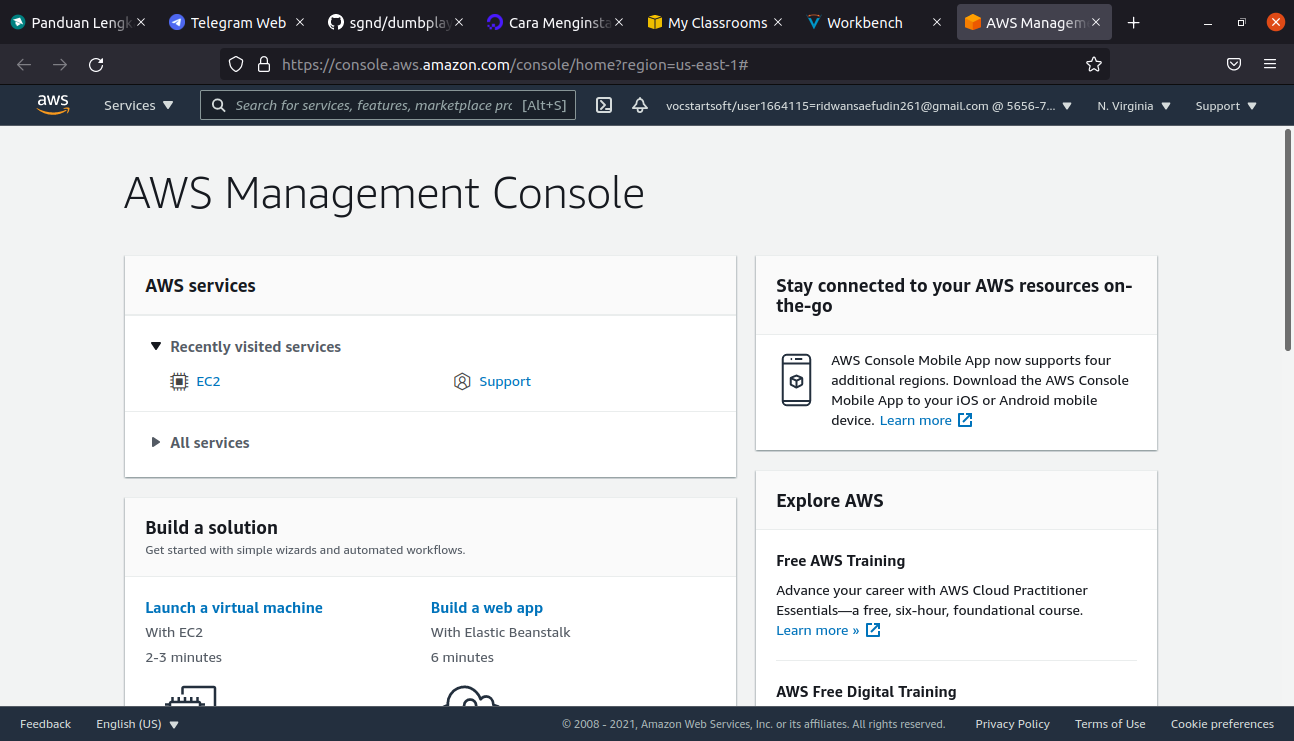 Panduan Lengk
Telegram Web
sgnd/dumbplay
Cara Menginsta
My Classrooms
Workbench
AWS Managem
https://console.aws.amazon.com/console/home?region=us-east-1#
aws
Services
Search for services, features, marketplace prc [Alt+S]
vocstartsoft/user1664115=ridwansaefudin261@gmail.com @ 5656-7...
N. Virginia
Support
AWS Management Console
AWS services
Recently visited services
EC2
Support
All services
Build a solution
Get started with simple wizards and automated workflows.
Launch a virtual machine
With EC2
2-3 minutes
Build a web app
With Elastic Beanstalk
6 minutes
Stay connected to your AWS resources on-
the-go
AWS Console Mobile App now supports four
additional regions. Download the AWS Console
Mobile App to your iOS or Android mobile
device. Learn more
Explore AWS
Free AWS Training
Advance your career with AWS Cloud Practitioner
Essentials—a free, six-hour, foundational course.
Learn more »
AWS Free Digital Training
Feedback
English (US)
© 2008 - 2021, Amazon Web Services, Inc. or its affiliates. All rights reserved.
Privacy Policy
Terms of Use
Cookie preferences